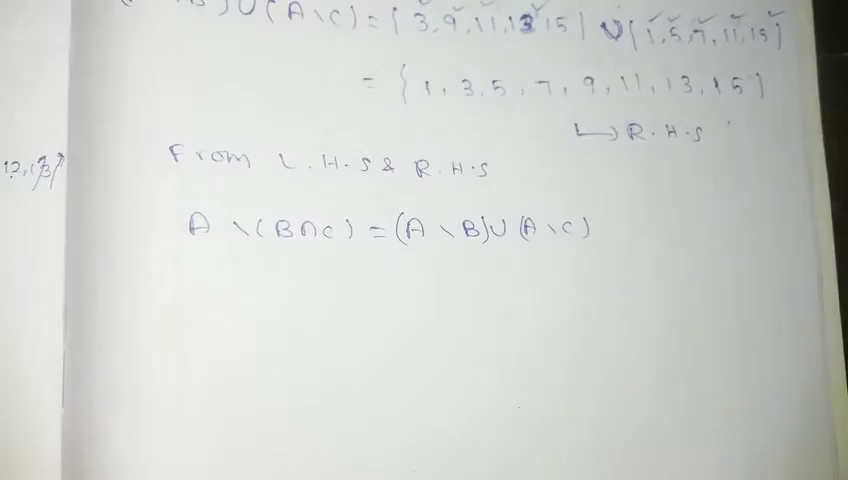 B)∪(A\C) = {3,9,11,13,15} ∪ {1,5,7,11,15}
= {1,3,5,7,9,11,13,15}
↳ R.H.S
From L.H.S & R.H.S
A \ (B∩C) = (A \ B)∪(A\C)